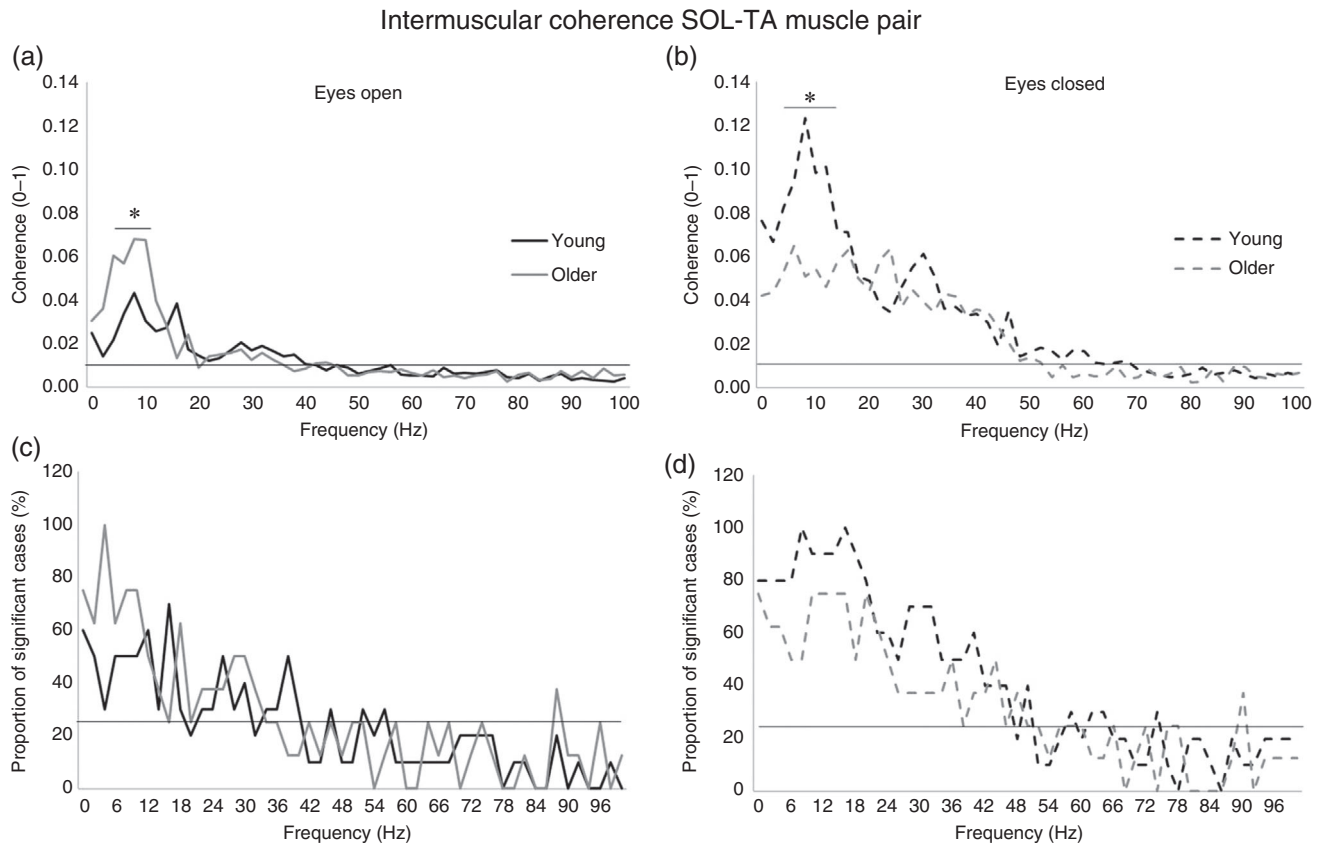 Intermuscular coherence SOL-TA muscle pair
(a)
Eyes open
Coherence (0–1)
0.14
0.12
0.10
0.08
0.06
0.04
0.02
0.00
*
Young
Older
0 10 20 30 40 50 60 70 80 90 100
Frequency (Hz)
(b)
Eyes closed
Coherence (0–1)
0.14
0.12
0.10
0.08
0.06
0.04
0.02
0.00
*
Young
Older
0 10 20 30 40 50 60 70 80 90 100
Frequency (Hz)
(c)
Proportion of significant cases (%)
120
100
80
60
40
20
0
0 6 12 18 24 30 36 42 48 54 60 66 72 78 84 90 96
Frequency (Hz)
(d)
Proportion of significant cases (%)
120
100
80
60
40
20
0
0 6 12 18 24 30 36 42 48 54 60 66 72 78 84 90 96
Frequency (Hz)